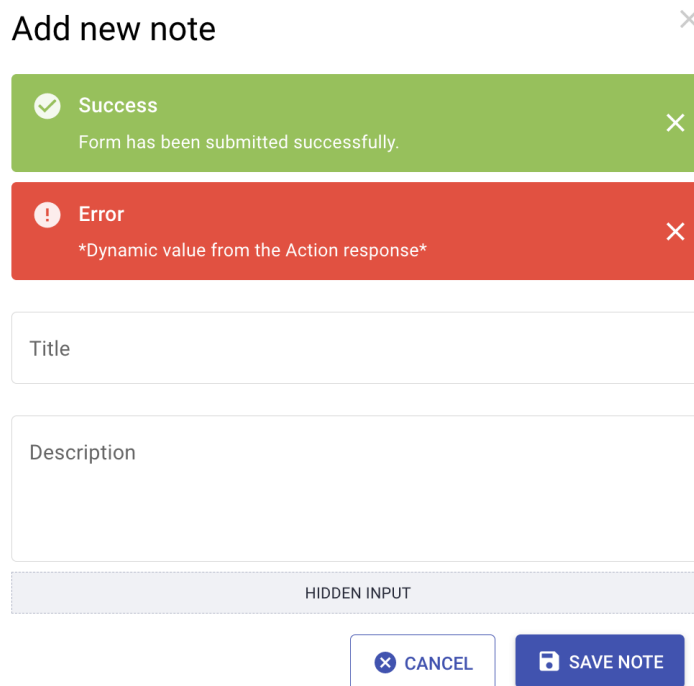 Add new note
Success
Form has been submitted successfully.
Error
*Dynamic value from the Action response*
Title
Description
HIDDEN INPUT
CANCEL
SAVE NOTE